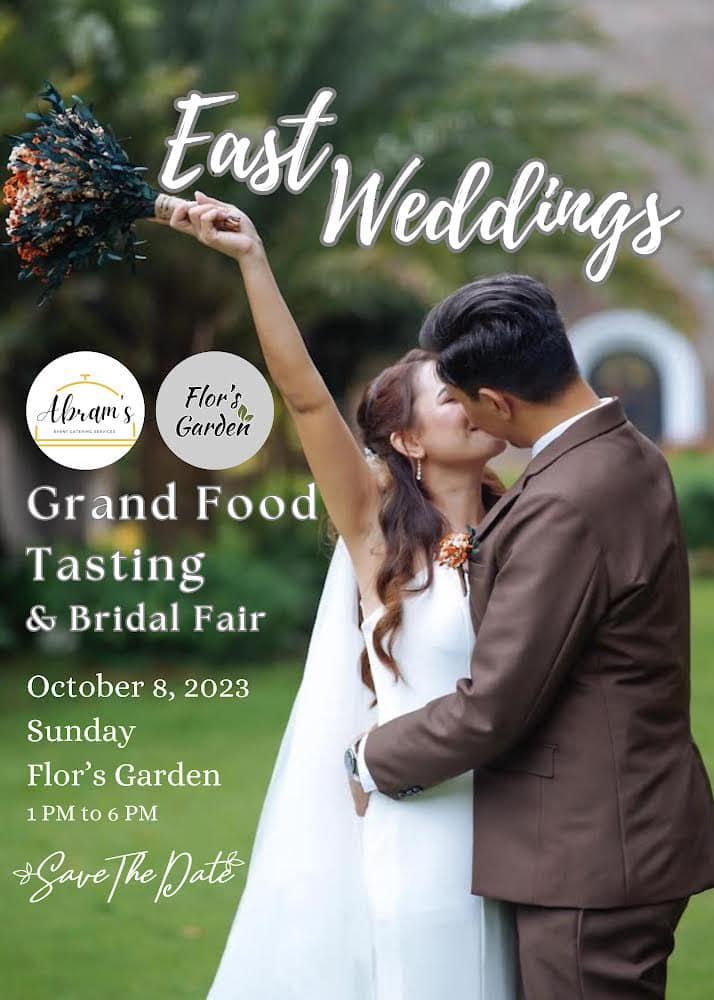 East
Weddings
Abram's
EVENT CATERING SERVICES
Flor's
Garden
Grand Food
Tasting
& Bridal Fair
October 8, 2023
Sunday
Flor's Garden
1 PM to 6 PM
Save The Date